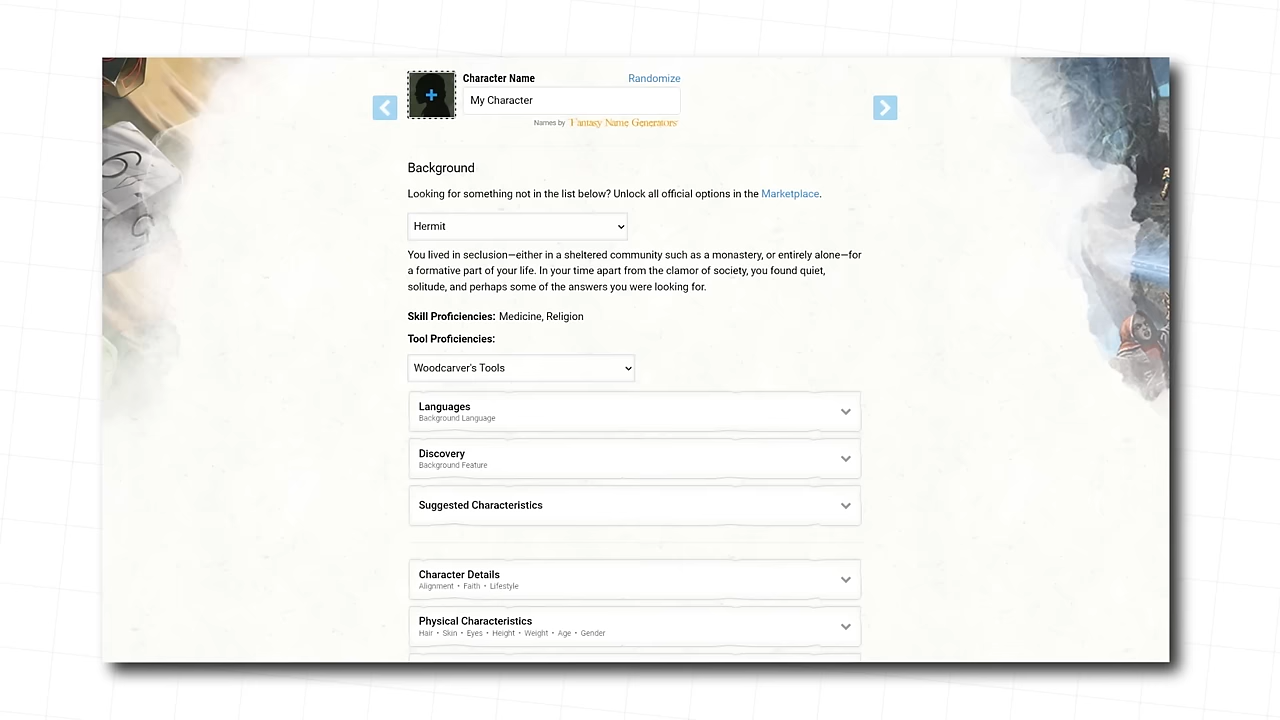 Character Name
Randomize
My Character
Names by Fantasy Name Generators
Background
Looking for something not in the list below? Unlock all official options in the Marketplace.
Hermit
You lived in seclusion—either in a sheltered community such as a monastery, or entirely alone—for
a formative part of your life. In your time apart from the clamor of society, you found quiet,
solitude, and perhaps some of the answers you were looking for.
Skill Proficiencies: Medicine, Religion
Tool Proficiencies:
Woodcarver's Tools
Languages
Background Language
Discovery
Background Feature
Suggested Characteristics
Character Details
Alignment • Faith • Lifestyle
Physical Characteristics
Hair • Skin • Eyes • Height • Weight • Age • Gender